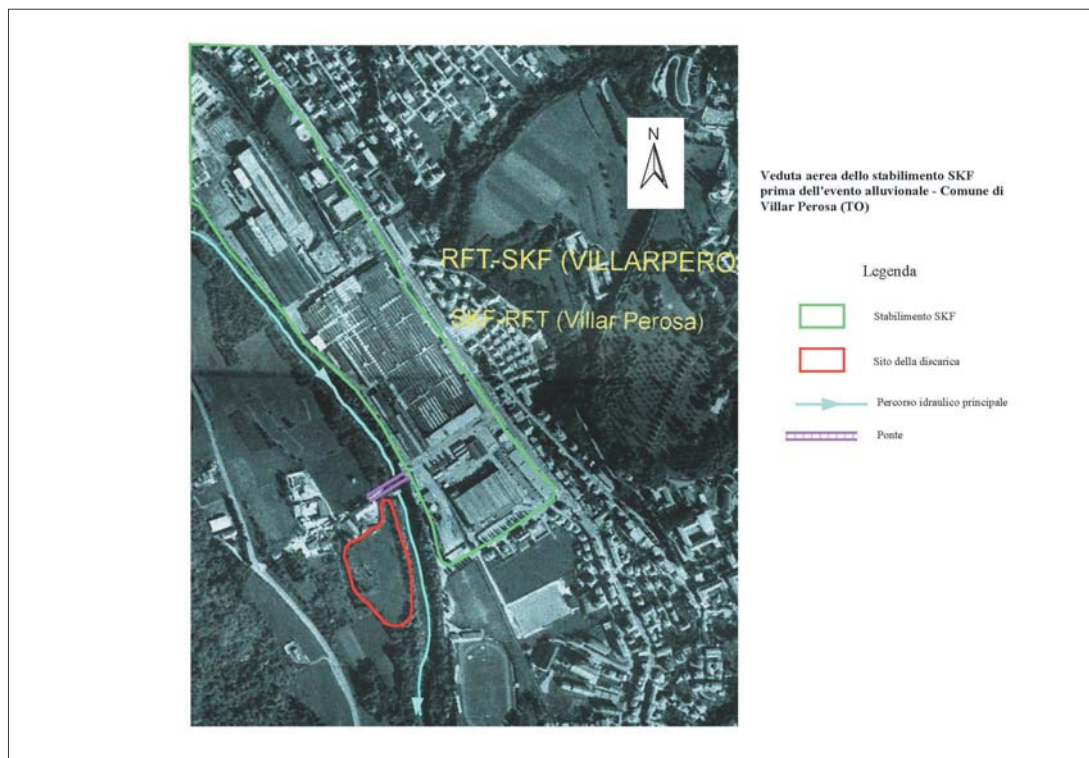 N
Veduta aerea dello stabilimento SKF
prima dell'evento alluvionale - Comune di
Villar Perosa (TO)
RFT-SKF (VILLARPERO
SKF-RFT (Villar Perosa)
Legenda
Stabilimento SKF
Sito della discarica
Percorso idraulico principale
Ponte